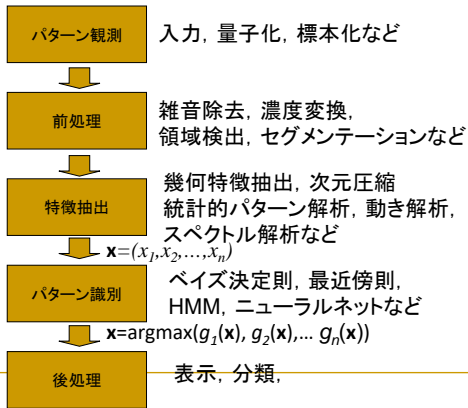 パターン観測
入力，量子化，標本化など
前処理
雑音除去，濃度変換，
領域検出，セグメンテーションなど
特徴抽出
幾何特徴抽出，次元圧縮
統計的パターン解析，動き解析，
スペクトル解析など
x=(x₁,x₂,…,xₙ)
パターン識別
ベイズ決定則，最近傍則，
HMM，ニューラルネットなど
x=argmax(g₁(x), g₂(x),… gₙ(x))
後処理
表示，分類，